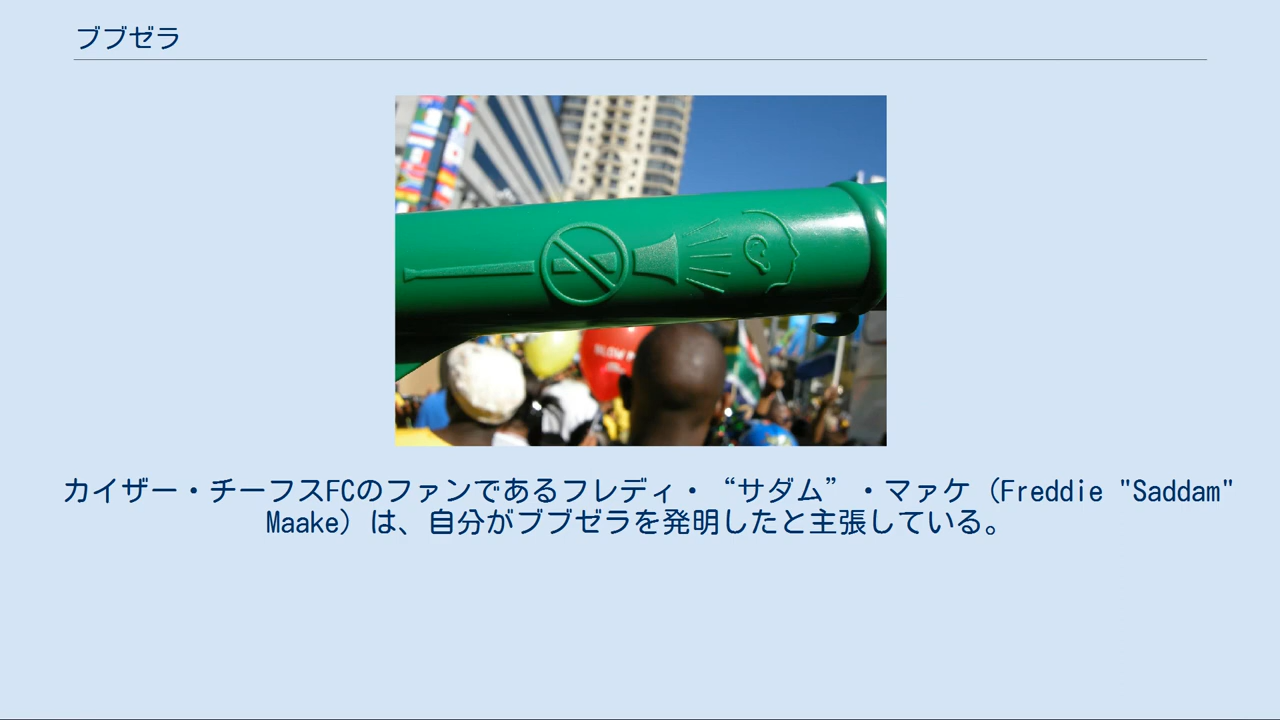 ブブゼラ
カイザー・チーフスFCのファンであるフレディ・“サダム”・マァケ（Freddie "Saddam"
Maake）は、自分がブブゼラを発明したと主張している。